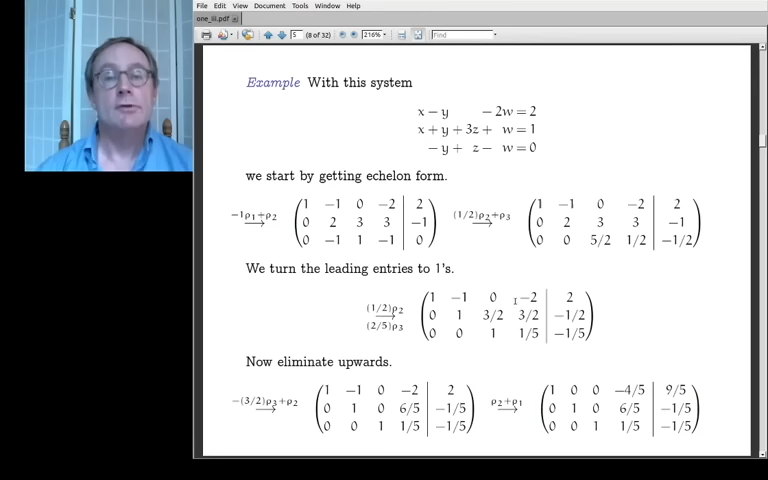 File Edit View Document Tools Window Help
one_iii.pdf
5 (8 of 32) 216% Find
Example With this system
x − y − 2w = 2
x + y + 3z + w = 1
− y + z − w = 0
we start by getting echelon form.
−1ρ1+ρ2 → (1 −1 0 −2 | 2) (1/2)ρ2+ρ3 → (1 −1 0 −2 | 2)
(0 2 3 3 | −1) (0 2 3 3 | −1)
(0 −1 1 −1 | 0) (0 0 5/2 1/2 | −1/2)
We turn the leading entries to 1's.
(1/2)ρ2 → (1 −1 0 −2 | 2)
(2/5)ρ3 (0 1 3/2 3/2 | −1/2)
(0 0 1 1/5 | −1/5)
Now eliminate upwards.
−(3/2)ρ3+ρ2 → (1 −1 0 −2 | 2) ρ2+ρ1 → (1 0 0 −4/5 | 9/5)
(0 1 0 6/5 | −1/5) (0 1 0 6/5 | −1/5)
(0 0 1 1/5 | −1/5) (0 0 1 1/5 | −1/5)